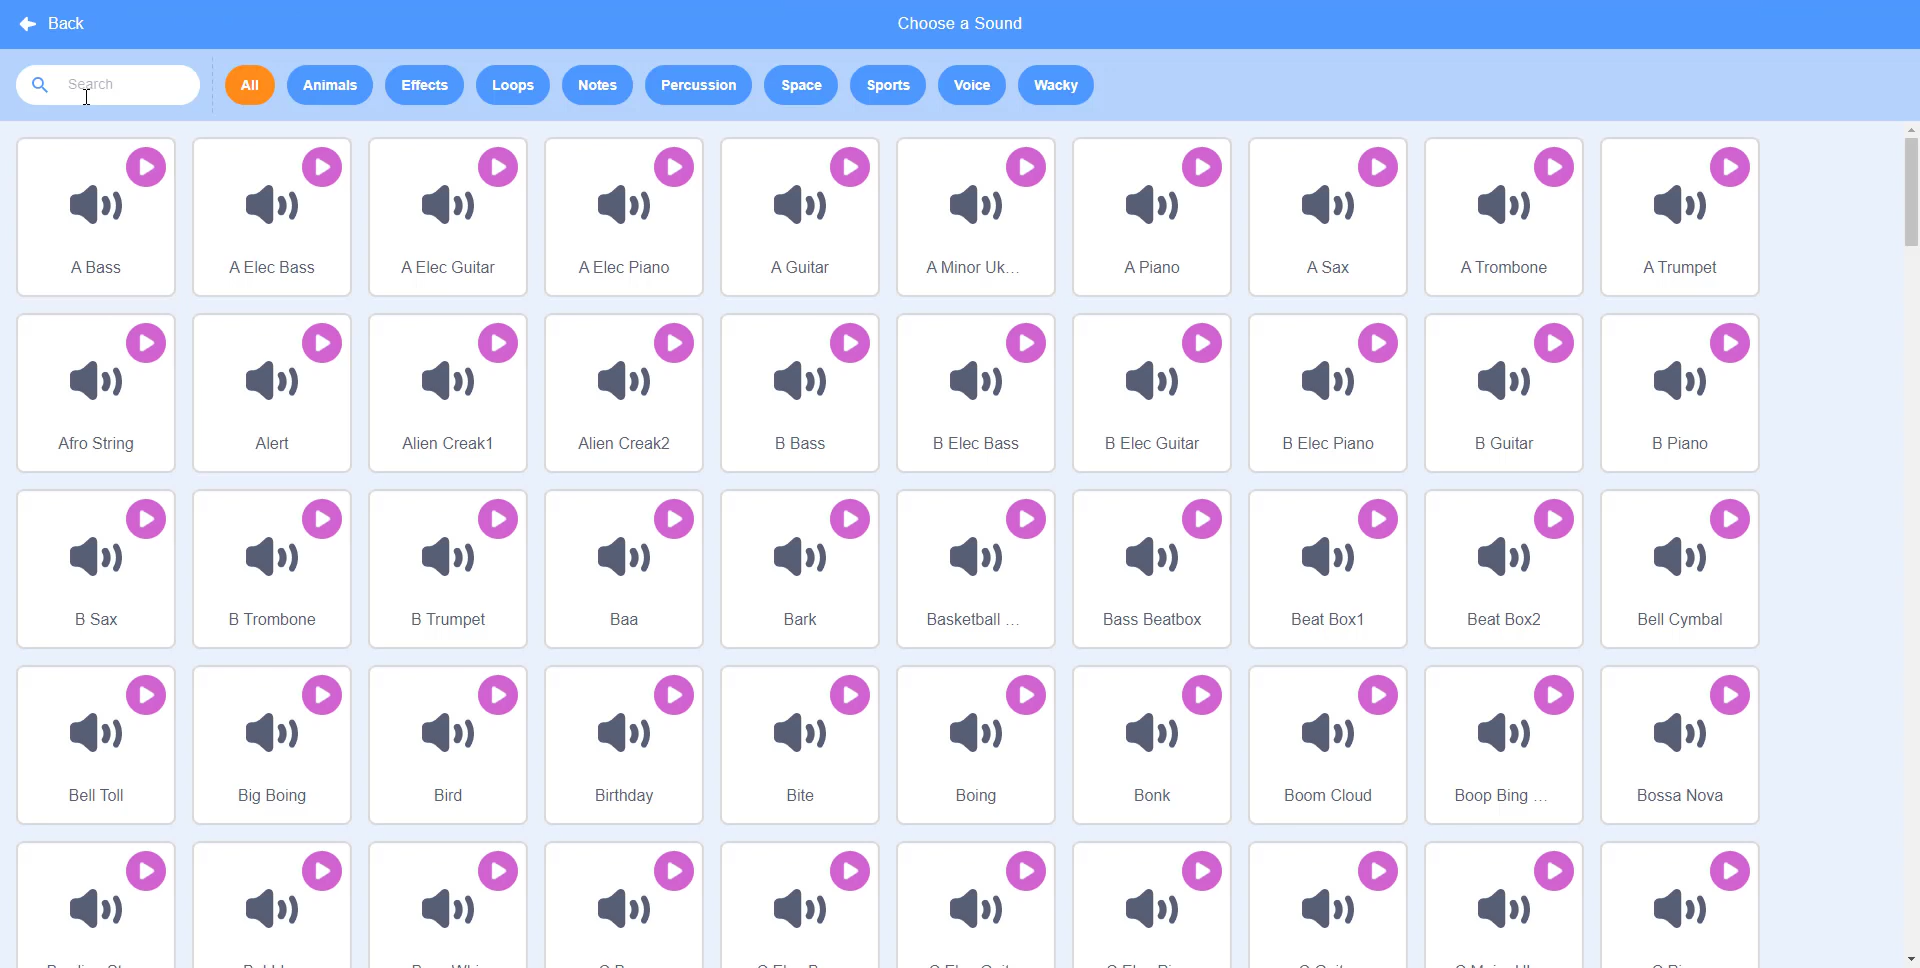 Back
Choose a Sound
Search
All
Animals
Effects
Loops
Notes
Percussion
Space
Sports
Voice
Wacky
A Bass
A Elec Bass
A Elec Guitar
A Elec Piano
A Guitar
A Minor Uk...
A Piano
A Sax
A Trombone
A Trumpet
Afro String
Alert
Alien Creak1
Alien Creak2
B Bass
B Elec Bass
B Elec Guitar
B Elec Piano
B Guitar
B Piano
B Sax
B Trombone
B Trumpet
Baa
Bark
Basketball ...
Bass Beatbox
Beat Box1
Beat Box2
Bell Cymbal
Bell Toll
Big Boing
Bird
Birthday
Bite
Boing
Bonk
Boom Cloud
Boop Bing ...
Bossa Nova